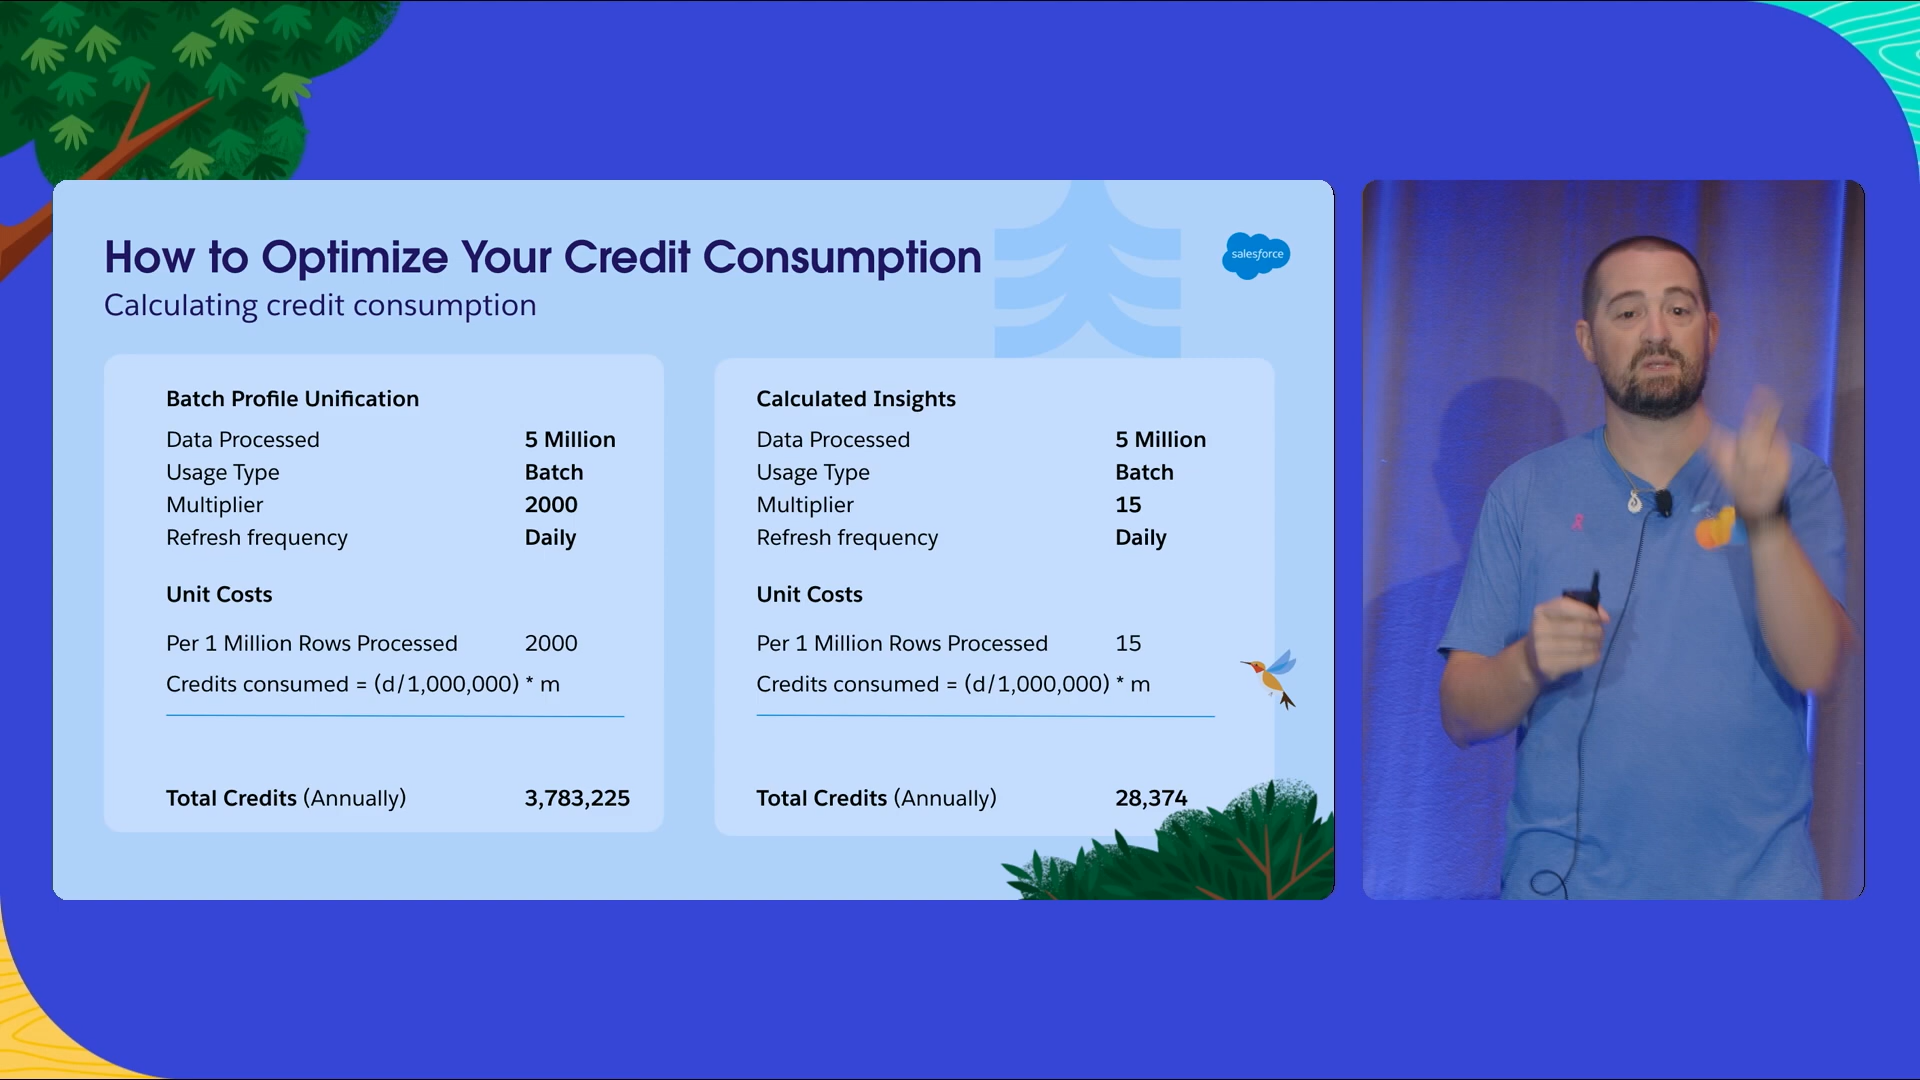 How to Optimize Your Credit Consumption
Calculating credit consumption
salesforce
Batch Profile Unification
Data Processed 5 Million
Usage Type Batch
Multiplier 2000
Refresh frequency Daily
Unit Costs
Per 1 Million Rows Processed 2000
Credits consumed = (d/1,000,000) * m
Total Credits (Annually) 3,783,225
Calculated Insights
Data Processed 5 Million
Usage Type Batch
Multiplier 15
Refresh frequency Daily
Unit Costs
Per 1 Million Rows Processed 15
Credits consumed = (d/1,000,000) * m
Total Credits (Annually) 28,374